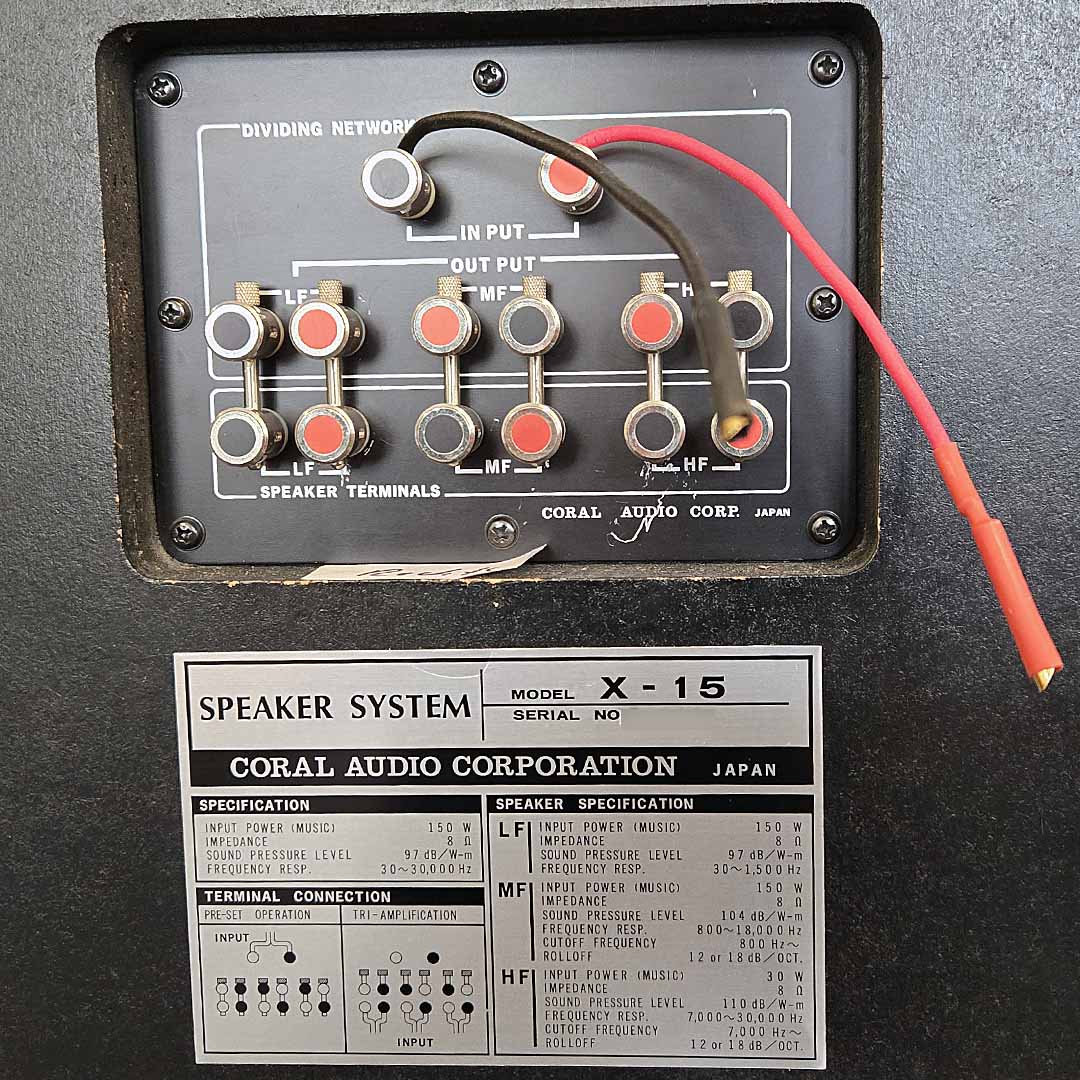 DIVIDING NETWORK
IN PUT
OUT PUT
LF MF
LF MF HF
SPEAKER TERMINALS
CORAL AUDIO CORP. JAPAN
SPEAKER SYSTEM
MODEL X-15
SERIAL NO
CORAL AUDIO CORPORATION JAPAN
SPECIFICATION
INPUT POWER (MUSIC) 150 W
IMPEDANCE 8 Ω
SOUND PRESSURE LEVEL 97 dB/W-m
FREQUENCY RESP. 30~30,000 Hz
TERMINAL CONNECTION
PRE-SET OPERATION
INPUT
TRI-AMPLIFICATION
INPUT
SPEAKER SPECIFICATION
LF INPUT POWER (MUSIC) 150 W
IMPEDANCE 8 Ω
SOUND PRESSURE LEVEL 97 dB/W-m
FREQUENCY RESP. 30~1,500 Hz
MF INPUT POWER (MUSIC) 150 W
IMPEDANCE 8 Ω
SOUND PRESSURE LEVEL 104 dB/W-m
FREQUENCY RESP. 800~18,000 Hz
CUTOFF FREQUENCY 800 Hz~
ROLLOFF 12 or 18 dB/OCT.
HF INPUT POWER (MUSIC) 30 W
IMPEDANCE 8 Ω
SOUND PRESSURE LEVEL 110 dB/W-m
FREQUENCY RESP. 7,000~30,000 Hz
CUTOFF FREQUENCY 7,000 Hz~
ROLLOFF 12 or 18 dB/OCT.